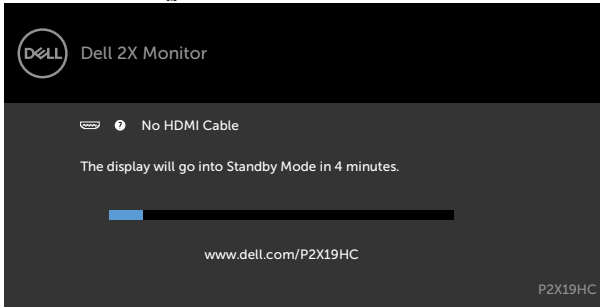 DELL
Dell 2X Monitor
? No HDMI Cable
The display will go into Standby Mode in 4 minutes.
www.dell.com/P2X19HC
P2X19HC